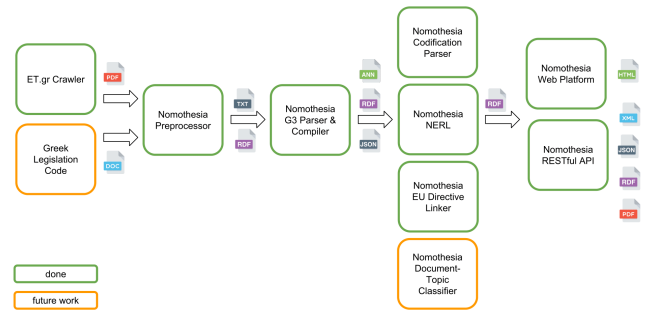 ET.gr Crawler
PDF
Greek
Legislation
Code
DOC
Nomothesia
Preprocessor
TXT
RDF
Nomothesia
G3 Parser &
Compiler
ANN
RDF
JSON
Nomothesia
Codification
Parser
Nomothesia
NERL
Nomothesia
EU Directive
Linker
Nomothesia
Document-
Topic
Classifier
RDF
Nomothesia
Web Platform
Nomothesia
RESTful API
HTML
XML
JSON
RDF
PDF
done
future work